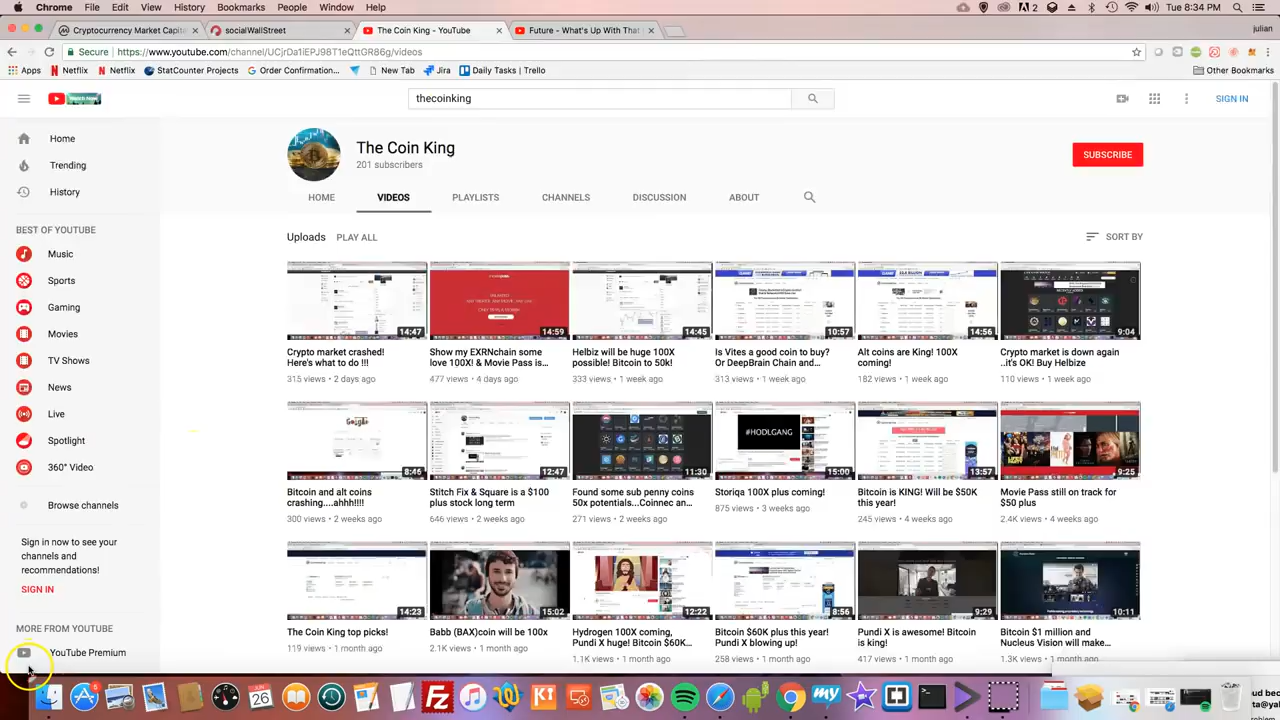 Chrome File Edit View History Bookmarks People Window Help
2 Tue 8:34 PM
Cryptocurrency Market Capit
socialWallStreet
The Coin King - YouTube
Future - What's Up With That
julian
Secure https://www.youtube.com/channel/UCjrDa1iEPJ98T1eQttGR86g/videos
Apps Netflix Netflix StatCounter Projects Order Confirmation... New Tab Jira Daily Tasks | Trello Other Bookmarks
thecoinking
SIGN IN
Home
Trending
History
BEST OF YOUTUBE
Music
Sports
Gaming
Movies
TV Shows
News
Live
Spotlight
360° Video
Browse channels
Sign in now to see your
channels and
recommendations!
SIGN IN
MORE FROM YOUTUBE
YouTube Premium
The Coin King
201 subscribers
SUBSCRIBE
HOME VIDEOS PLAYLISTS CHANNELS DISCUSSION ABOUT
Uploads PLAY ALL SORT BY
14:47
Crypto market crashed!
Here's what to do !!!
315 views • 2 days ago
14:59
Show my EXRNchain some
love 100X! & Movie Pass is...
477 views • 4 days ago
14:45
Helbiz will be huge 100X
possible! Bitcoin to 50k!
333 views • 1 week ago
10:57
Is Vites a good coin to buy?
Or DeepBrain Chain and...
313 views • 1 week ago
14:56
Alt coins are King! 100X
coming!
182 views • 1 week ago
9:04
Crypto market is down again
..it's OK! Buy Helbize
110 views • 1 week ago
8:46
Bitcoin and alt coins
crashing....ahhh!!!!
300 views • 2 weeks ago
12:47
Stitch Fix & Square is a $100
plus stock long term
646 views • 2 weeks ago
11:30
Found some sub penny coins
50x potentials...Coinnec an...
271 views • 2 weeks ago
#HODLGANG
15:00
Storiqa 100X plus coming!
875 views • 3 weeks ago
13:57
Bitcoin is KING! Will be $50K
this year!
245 views • 4 weeks ago
9:25
Movie Pass still on track for
$50 plus
2.4K views • 4 weeks ago
14:23
The Coin King top picks!
119 views • 1 month ago
15:02
Babb (BAX)coin will be 100x
2.1K views • 1 month ago
12:22
Hydrogen 100X coming,
Pundi X huge! Bitcoin $60K...
1.1K views • 1 month ago
8:56
Bitcoin $60K plus this year!
Pundi X blowing up!
368 views • 1 month ago
9:29
Pundi X is awesome! Bitcoin
is king!
417 views • 1 month ago
10:11
Bitcoin $1 million and
Nucleus Vision will make...
1.3K views • 1 month ago
26